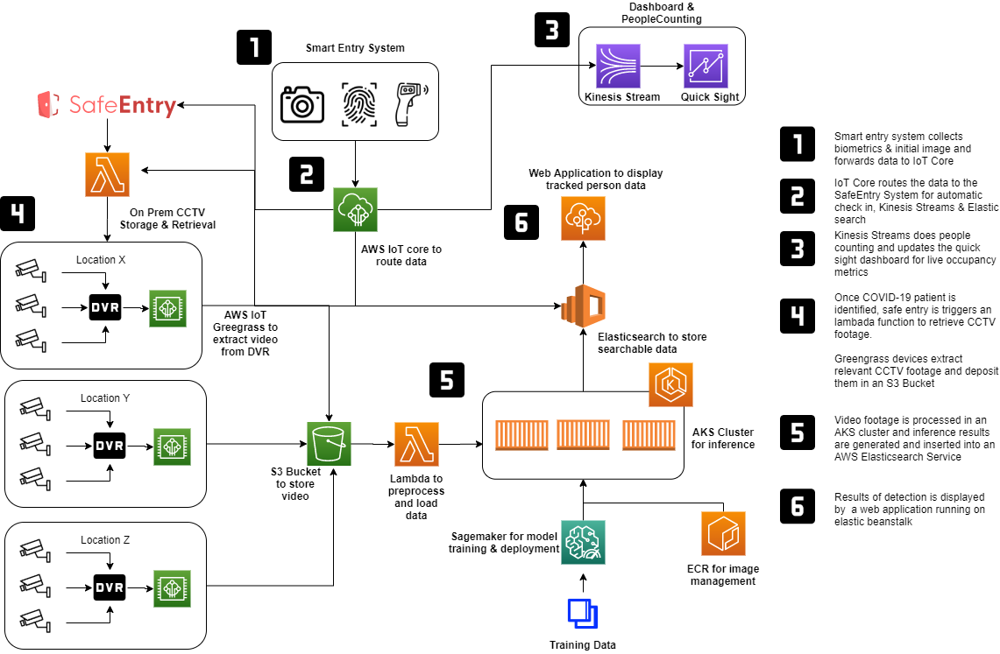 Dashboard &
PeopleCounting
3
Kinesis Stream
Quick Sight
1
Smart Entry System
SafeEntry
2
AWS IoT core to
route data
On Prem CCTV
Storage & Retrieval
4
Location X
DVR
AWS IoT
Greegrass to
extract video
from DVR
Location Y
DVR
Location Z
DVR
S3 Bucket
to store
video
Lambda to
preprocess
and load
data
5
K
AKS Cluster
for inference
Sagemaker for model
training & deployment
ECR for image
management
Training Data
Elasticsearch to store
searchable data
6
Web Application to display
tracked person data
1
Smart entry system collects
biometrics & initial image and
forwards data to IoT Core
2
IoT Core routes the data to the
SafeEntry System for automatic
check in, Kinesis Streams & Elastic
search
3
Kinesis Streams does people
counting and updates the quick
sight dashboard for live occupancy
metrics
4
Once COVID-19 patient is
identified, safe entry is triggers an
lambada function to retrieve CCTV
footage.
Greengrass devices extract
relevant CCTV footage and deposit
them in an S3 Bucket
5
Video footage is processed in an
AKS cluster and inference results
are generated and inserted into an
AWS Elasticsearch Service
6
Results of detection is displayed
by a web application running on
elastic beanstalk